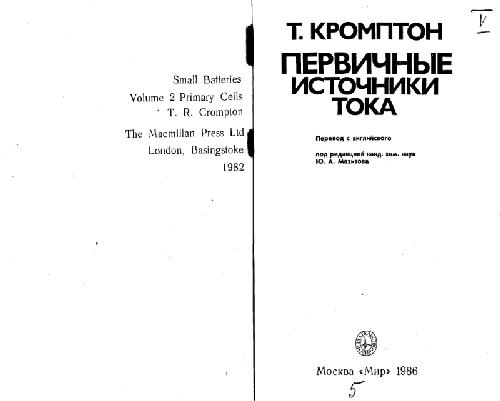 Small Batteries
Volume 2 Primary Cells
T. R. Crompton
The Macmillan Press Ltd
London, Basingstoke
1982
Т. КРОМПТОН
ПЕРВИЧНЫЕ
ИСТОЧНИКИ
ТОКА
Перевод с английского
под редакцией канд. хим. наук
Ю. А. Мазитова
Москва «Мир» 1986
5